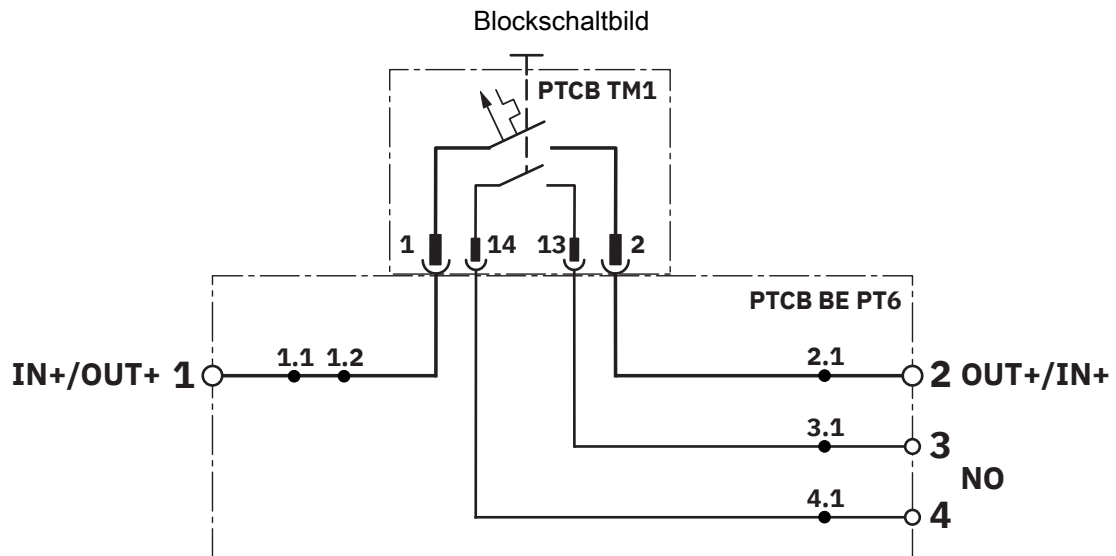 Blockschaltbild
PTCB TM1
1 14 13 2
PTCB BE PT6
IN+/OUT+ 1 1.1 1.2 2.1 2 OUT+/IN+
3.1 3
NO
4.1 4